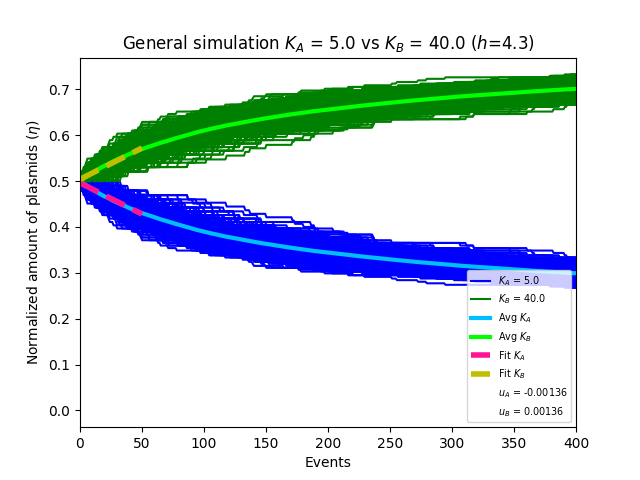 General simulation K_A = 5.0 vs K_B = 40.0 (h=4.3)
Normalized amount of plasmids (η)
0.7
0.6
0.5
0.4
0.3
0.2
0.1
0.0
K_A = 5.0
K_B = 40.0
Avg K_A
Avg K_B
Fit K_A
Fit K_B
u_A = -0.00136
u_B = 0.00136
0 50 100 150 200 250 300 350 400
Events